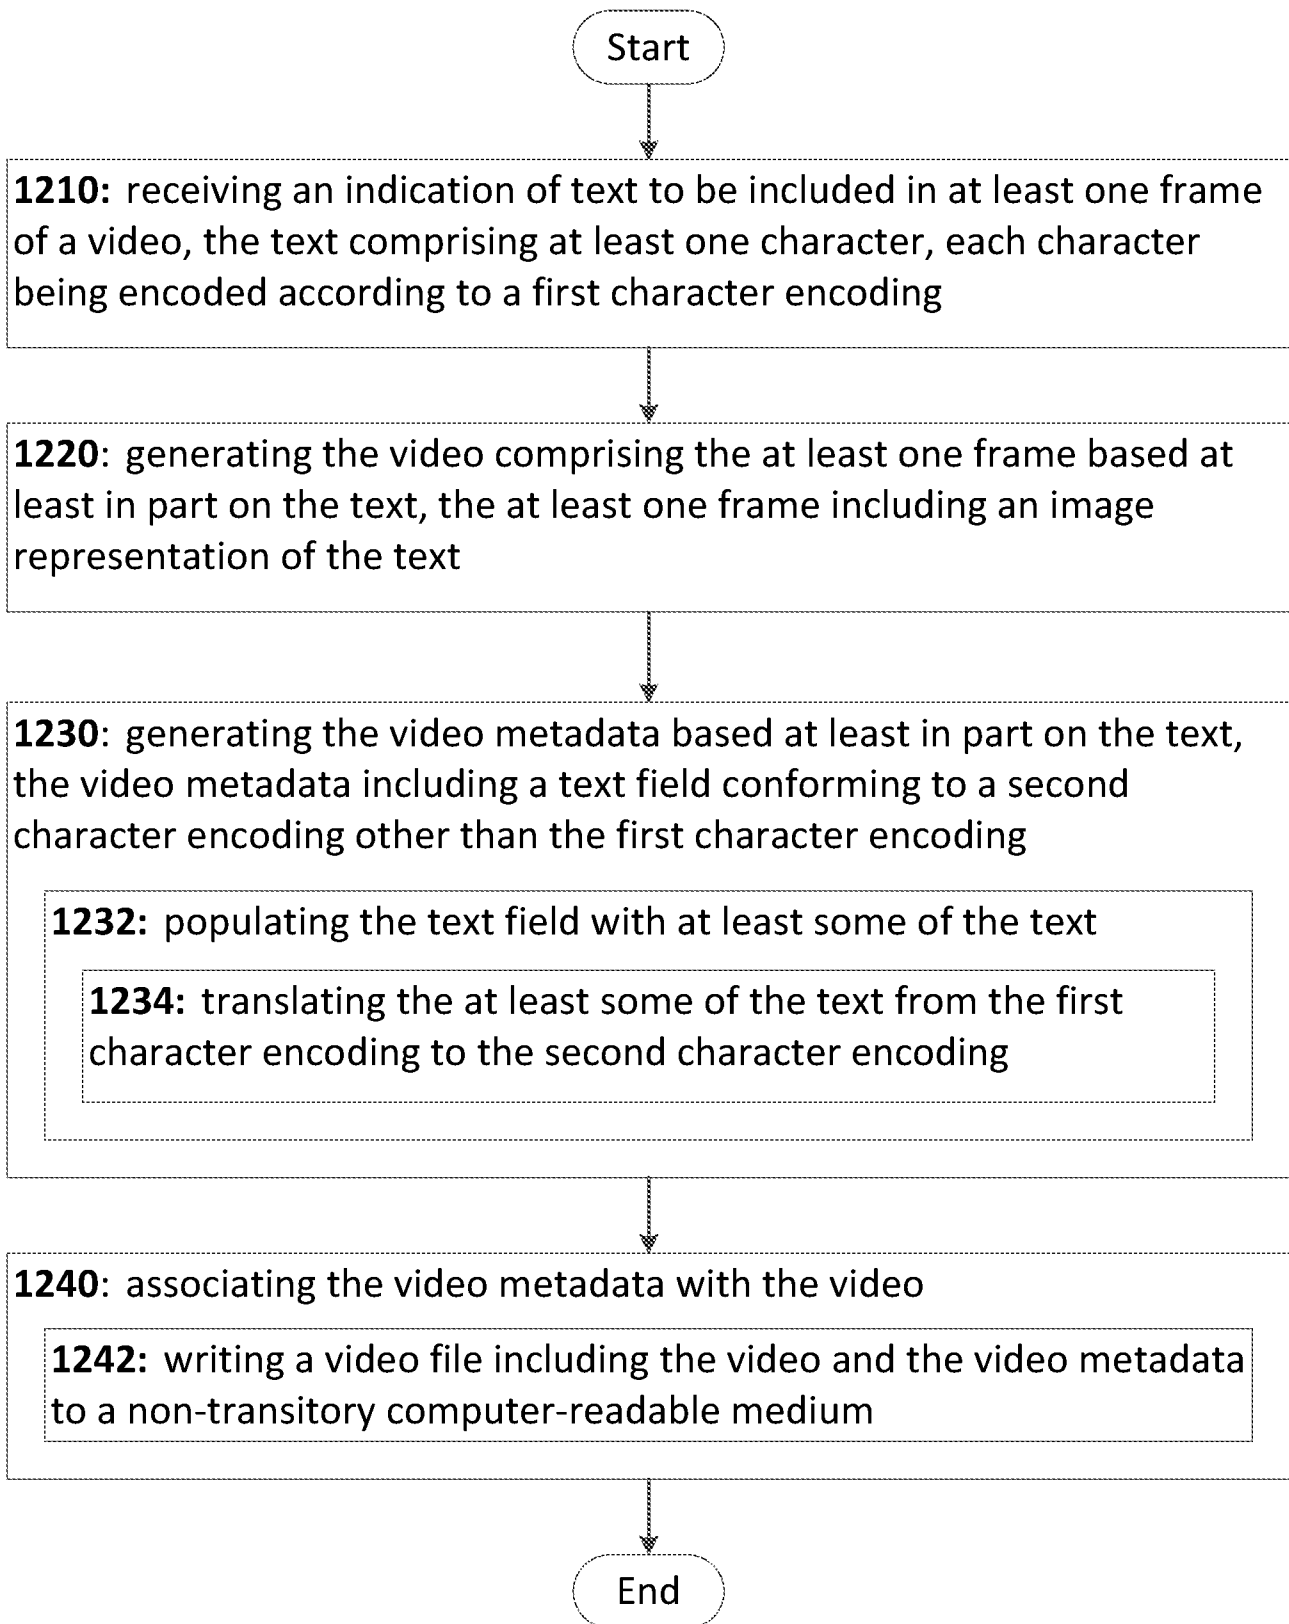 Start
1210: receiving an indication of text to be included in at least one frame
of a video, the text comprising at least one character, each character
being encoded according to a first character encoding
1220: generating the video comprising the at least one frame based at
least in part on the text, the at least one frame including an image
representation of the text
1230: generating the video metadata based at least in part on the text,
the video metadata including a text field conforming to a second
character encoding other than the first character encoding
1232: populating the text field with at least some of the text
1234: translating the at least some of the text from the first
character encoding to the second character encoding
1240: associating the video metadata with the video
1242: writing a video file including the video and the video metadata
to a non-transitory computer-readable medium
End